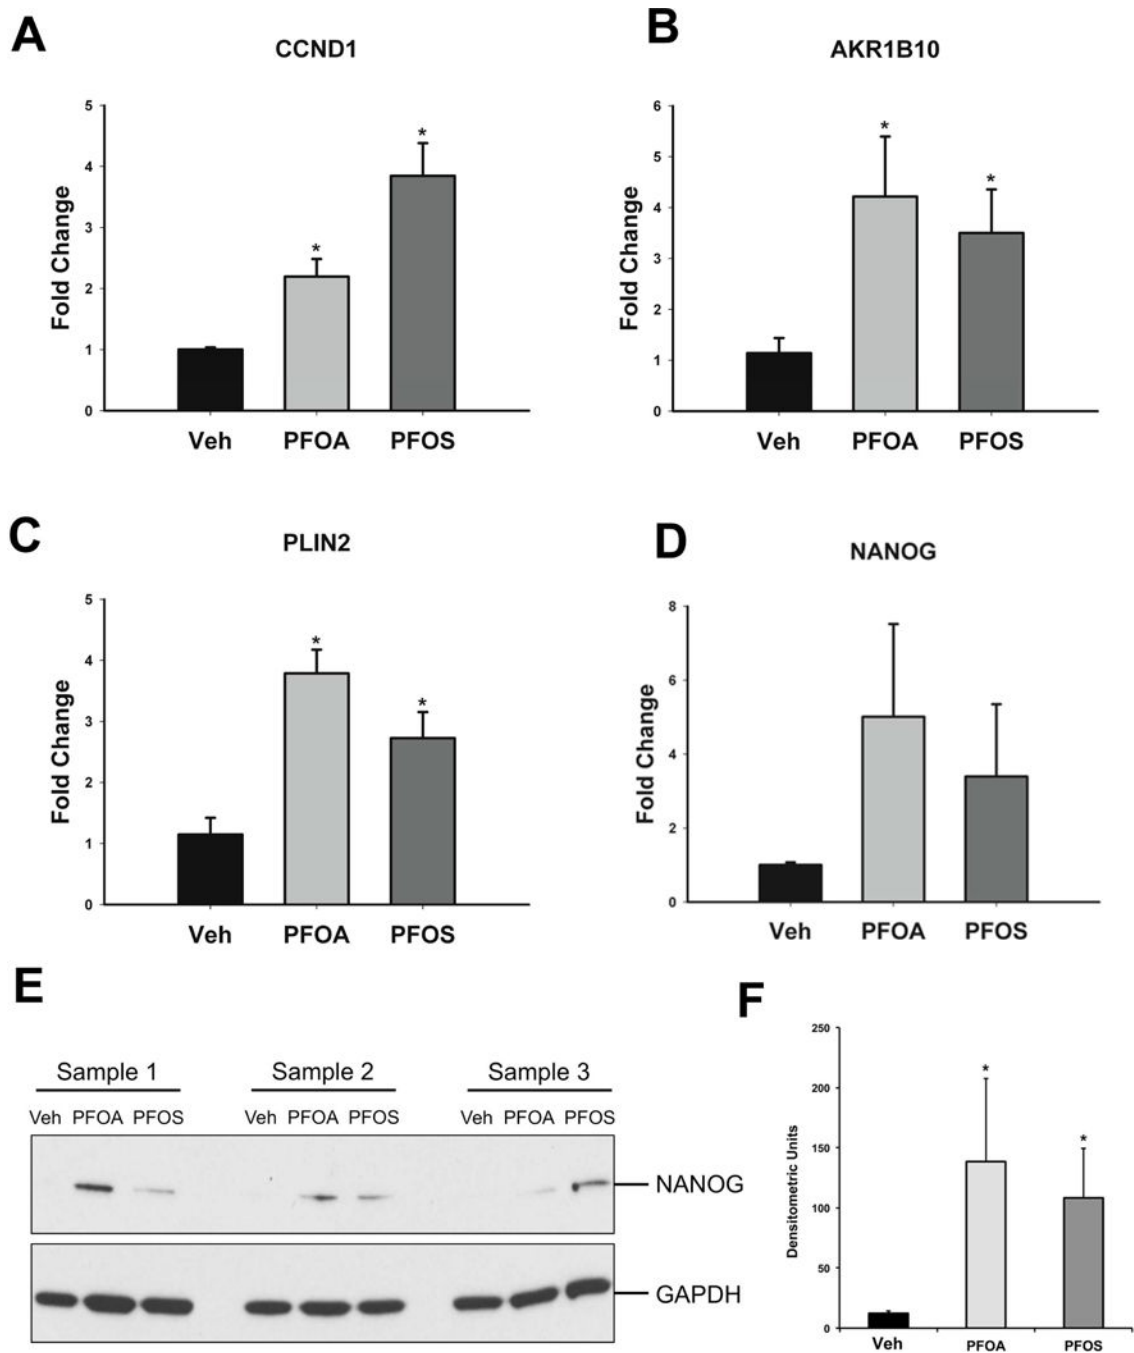 A
CCND1
Fold Change
5
4
3
2
1
0
*
*
Veh PFOA PFOS
B
AKR1B10
Fold Change
6
5
4
3
2
1
0
*
*
Veh PFOA PFOS
C
PLIN2
Fold Change
5
4
3
2
1
0
*
*
Veh PFOA PFOS
D
NANOG
Fold Change
8
6
4
2
0
Veh PFOA PFOS
E
Sample 1 Sample 2 Sample 3
Veh PFOA PFOS Veh PFOA PFOS Veh PFOA PFOS
NANOG
GAPDH
F
Densitometric Units
250
200
150
100
50
0
*
*
Veh PFOA PFOS